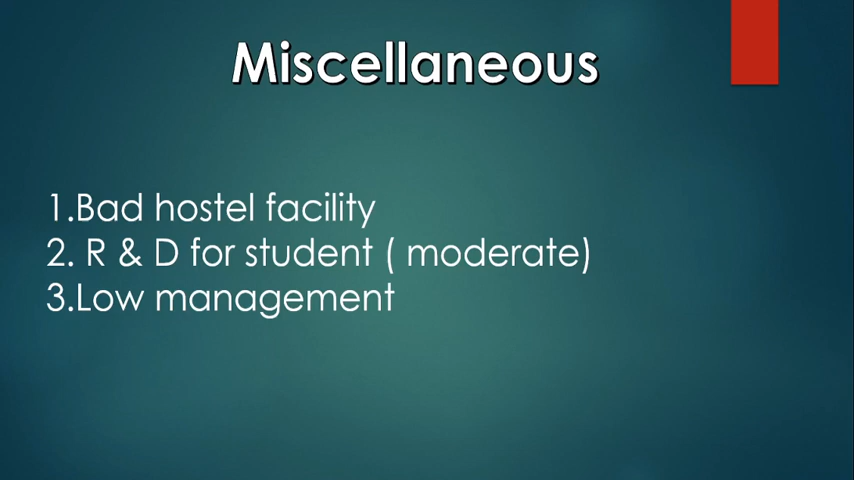 Miscellaneous
1.Bad hostel facility
2. R & D for student ( moderate)
3.Low management